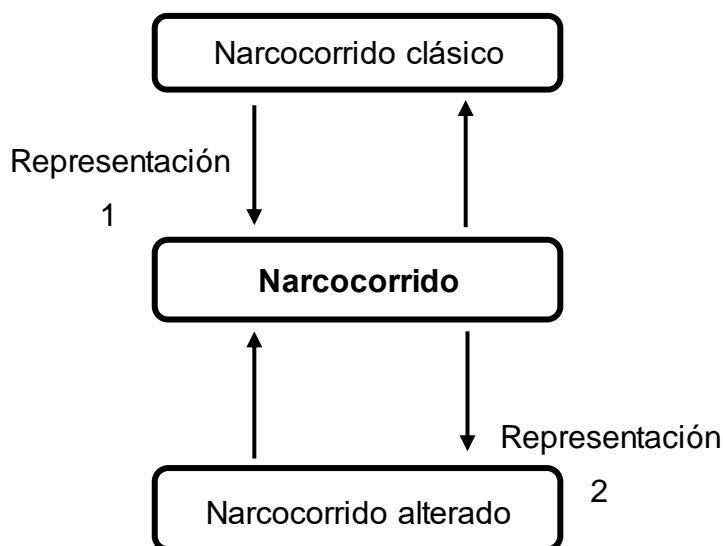 Narcocorrido clásico
Representación
1
Narcocorrido
Representación
2
Narcocorrido alterado